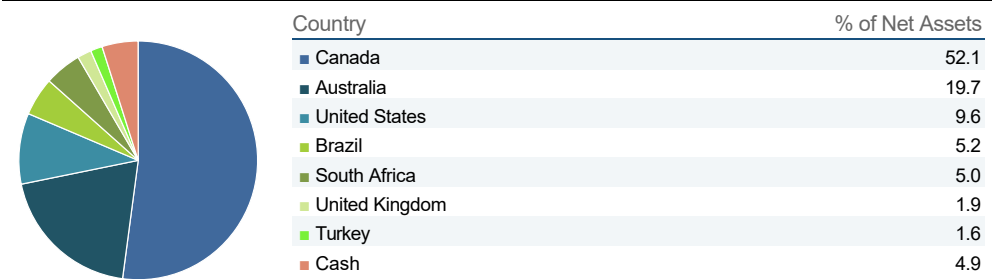 Country % of Net Assets
Canada 52.1
Australia 19.7
United States 9.6
Brazil 5.2
South Africa 5.0
United Kingdom 1.9
Turkey 1.6
Cash 4.9